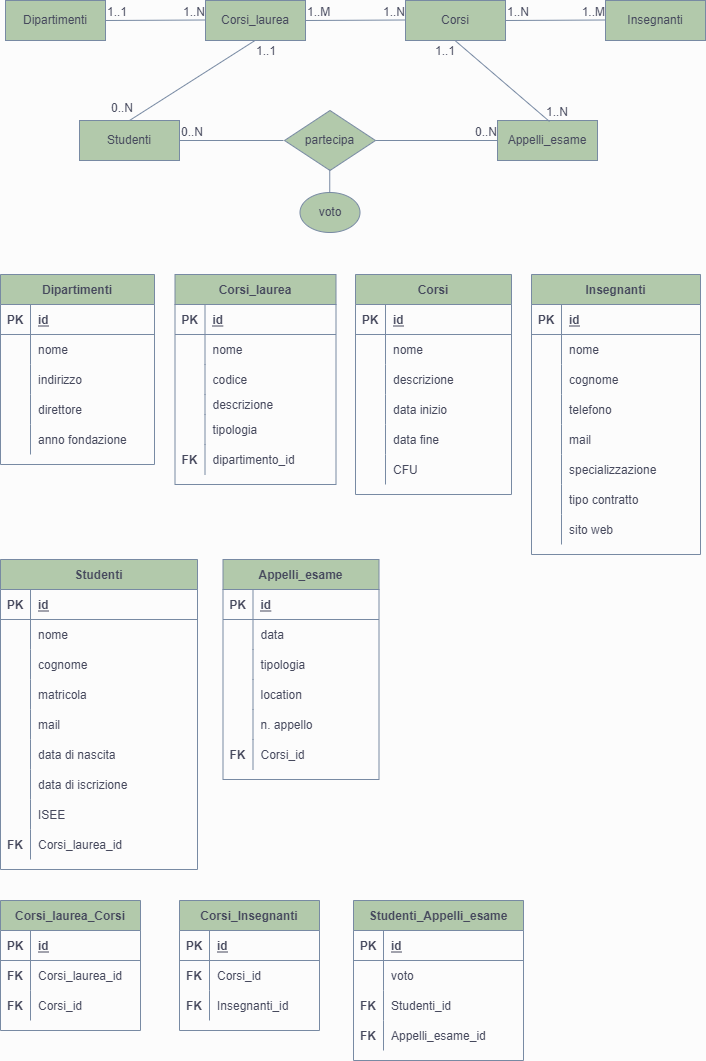 Dipartimenti 1..1 1..N Corsi_laurea 1..M 1..N Corsi 1..N 1..M Insegnanti
1..1 1..1
0..N 1..N
Studenti 0..N partecipa 0..N Appelli_esame
voto
Dipartimenti
PK id
nome
indirizzo
direttore
anno fondazione
Corsi_laurea
PK id
nome
codice
descrizione
tipologia
FK dipartimento_id
Corsi
PK id
nome
descrizione
data inizio
data fine
CFU
Insegnanti
PK id
nome
cognome
telefono
mail
specializzazione
tipo contratto
sito web
Studenti
PK id
nome
cognome
matricola
mail
data di nascita
data di iscrizione
ISEE
FK Corsi_laurea_id
Appelli_esame
PK id
data
tipologia
location
n. appello
FK Corsi_id
Corsi_laurea_Corsi
PK id
FK Corsi_laurea_id
FK Corsi_id
Corsi_Insegnanti
PK id
FK Corsi_id
FK Insegnanti_id
Studenti_Appelli_esame
PK id
voto
FK Studenti_id
FK Appelli_esame_id